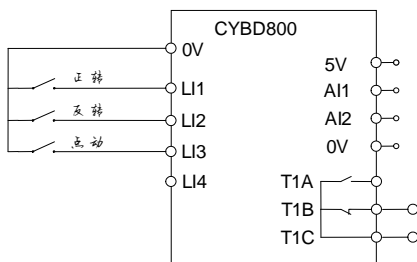 CYBD800
0V
正转
LI1
反转
LI2
点动
LI3
LI4
5V
AI1
AI2
0V
T1A
T1B
T1C